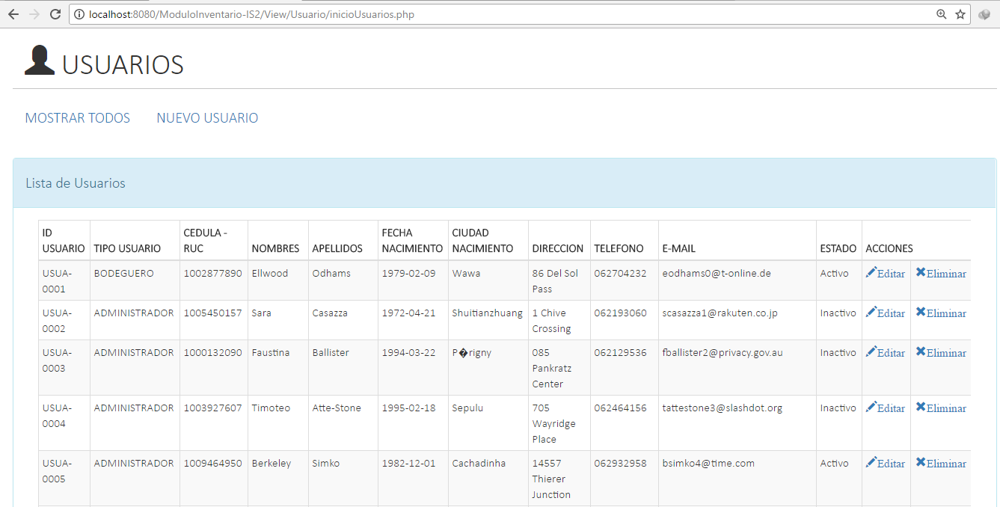 localhost:8080/ModuloInventario-IS2/View/Usuario/inicioUsuarios.php
USUARIOS
MOSTRAR TODOS NUEVO USUARIO
Lista de Usuarios
ID USUARIO TIPO USUARIO CEDULA - RUC NOMBRES APELLIDOS FECHA NACIMIENTO CIUDAD NACIMIENTO DIRECCION TELEFONO E-MAIL ESTADO ACCIONES
USUA-0001 BODEGUERO 1002877890 Ellwood Odhams 1979-02-09 Wawa 86 Del Sol Pass 062704232 eodhams0@t-online.de Activo Editar Eliminar
USUA-0002 ADMINISTRADOR 1005450157 Sara Casazza 1972-04-21 Shuitianzhuang 1 Chive Crossing 062193060 scasazza1@rakuten.co.jp Inactivo Editar Eliminar
USUA-0003 ADMINISTRADOR 1000132090 Faustina Ballister 1994-03-22 P�rigny 085 Pankratz Center 062129536 fballister2@privacy.gov.au Inactivo Editar Eliminar
USUA-0004 ADMINISTRADOR 1003927607 Timoteo Atte-Stone 1995-02-18 Sepulu 705 Wayridge Place 062464156 tattestone3@slashdot.org Inactivo Editar Eliminar
USUA-0005 ADMINISTRADOR 1009464950 Berkeley Simko 1982-12-01 Cachadinha 14557 Thierer Junction 062932958 bsimko4@time.com Activo Editar Eliminar